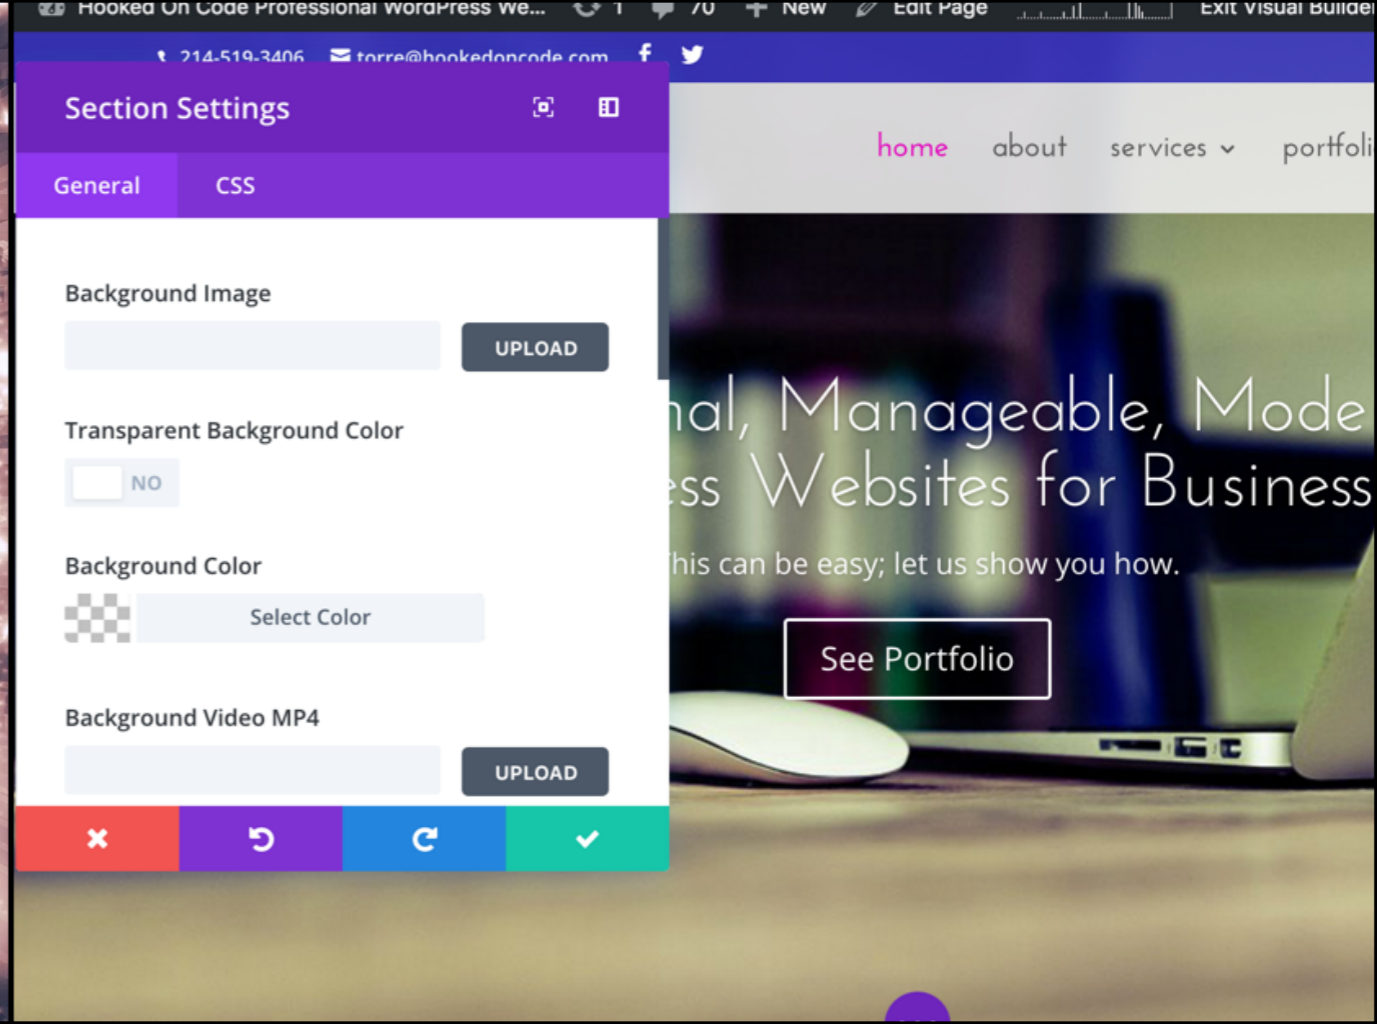 Hooked On Code Professional WordPress We... 1 70 New Edit Page Exit Visual Builder
214-519-3406 torre@hookedoncode.com
Section Settings
home about services portfoli
General CSS
Background Image
UPLOAD
Transparent Background Color
NO
nal, Manageable, Mode
ess Websites for Business
his can be easy; let us show you how.
Background Color
Select Color
See Portfolio
Background Video MP4
UPLOAD